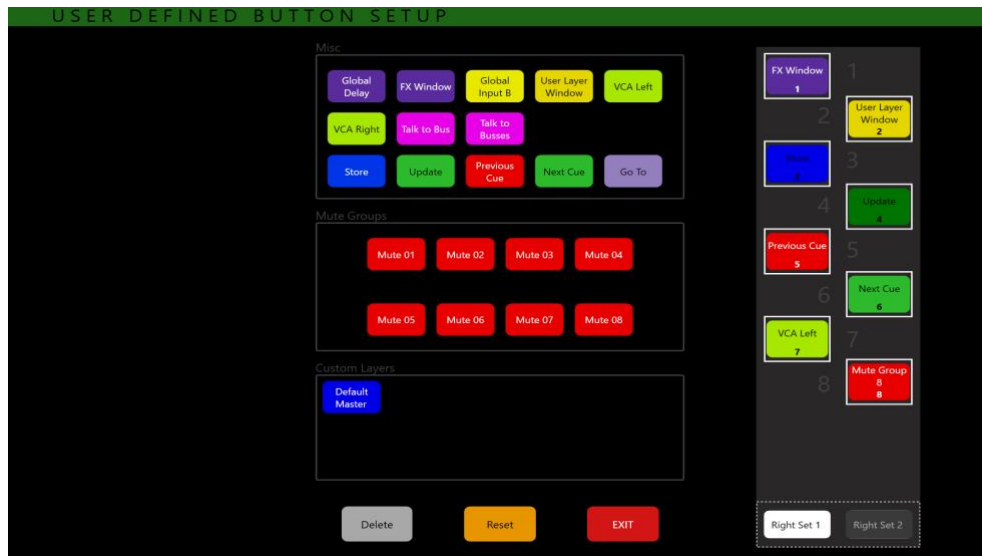 USER DEFINED BUTTON SETUP
Misc
Global
Delay
FX Window
Global
Input B
User Layer
Window
VCA Left
VCA Right
Talk to Bus
Talk to
Busses
Store
Update
Previous
Cue
Next Cue
Go To
Mute Groups
Mute 01
Mute 02
Mute 03
Mute 04
Mute 05
Mute 06
Mute 07
Mute 08
Custom Layers
Default
Master
Delete
Reset
EXIT
FX Window
1
1
2
User Layer
Window
2
Store
3
3
4
Update
4
Previous Cue
5
5
6
Next Cue
6
VCA Left
7
7
8
Mute Group
8
8
Right Set 1
Right Set 2